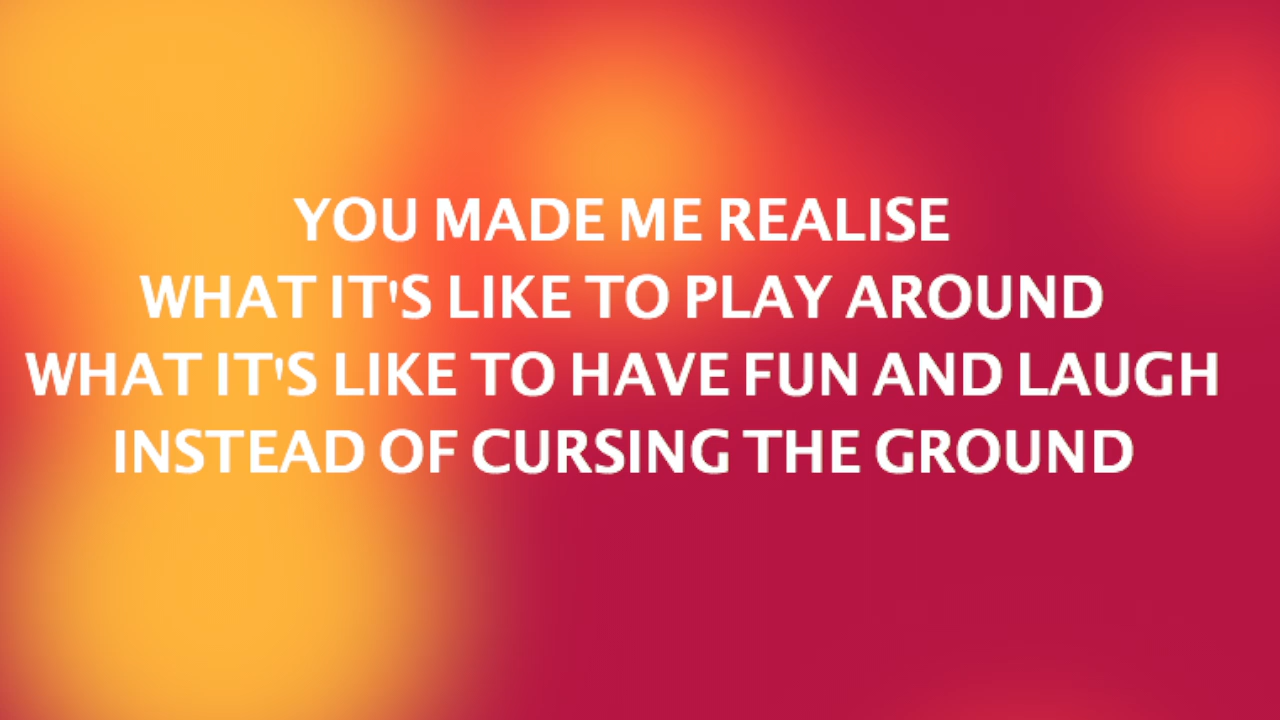 YOU MADE ME REALISE
WHAT IT'S LIKE TO PLAY AROUND
WHAT IT'S LIKE TO HAVE FUN AND LAUGH
INSTEAD OF CURSING THE GROUND